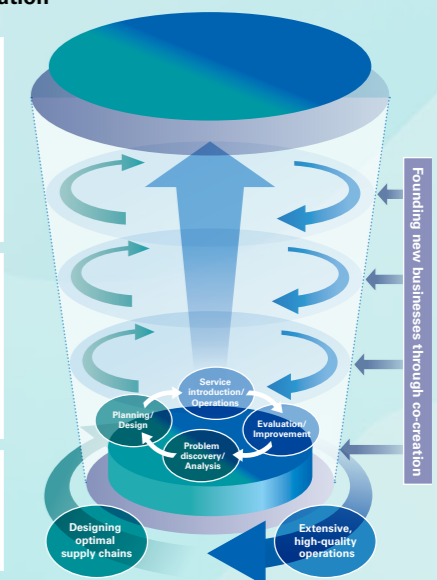 Founding new businesses through co-creation
Service
introduction/
Operations
Planning/
Design
Evaluation/
Improvement
Problem
discovery/
Analysis
Designing
optimal
supply chains
Extensive,
high-quality
operations